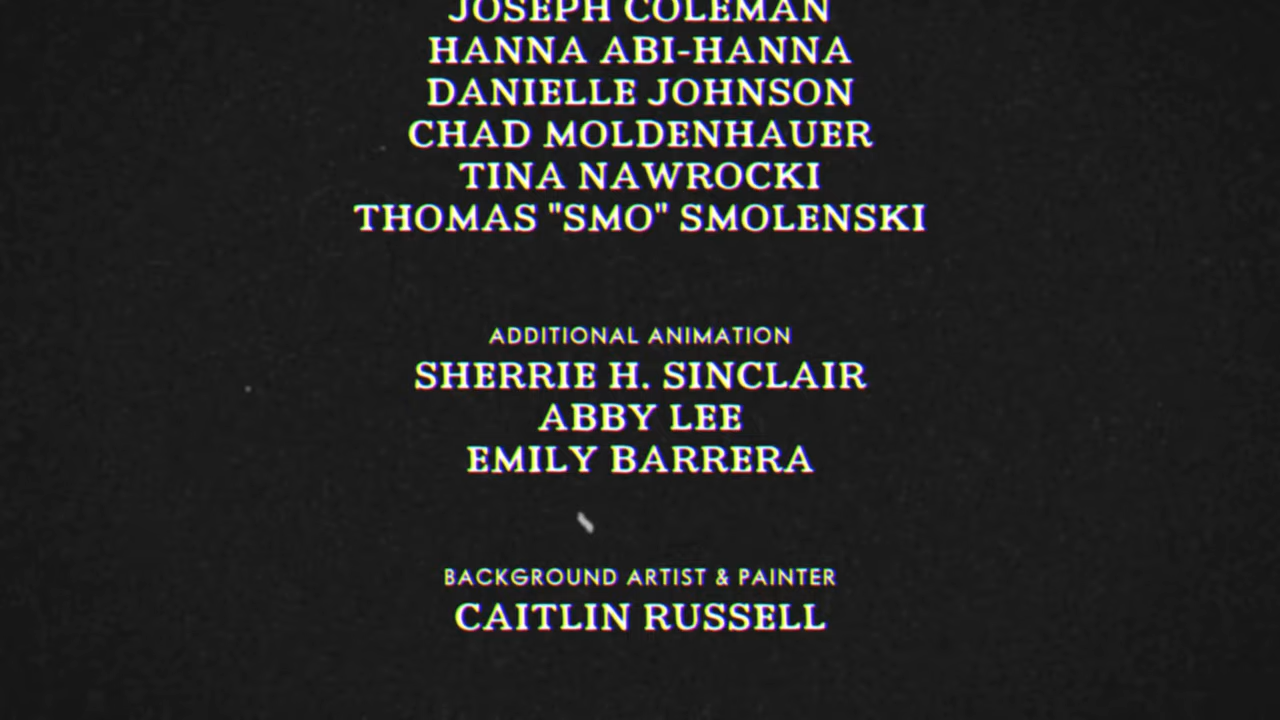 JOSEPH COLEMAN
HANNA ABI-HANNA
DANIELLE JOHNSON
CHAD MOLDENHAUER
TINA NAWROCKI
THOMAS "SMO" SMOLENSKI
ADDITIONAL ANIMATION
SHERRIE H. SINCLAIR
ABBY LEE
EMILY BARRERA
BACKGROUND ARTIST & PAINTER
CAITLIN RUSSELL